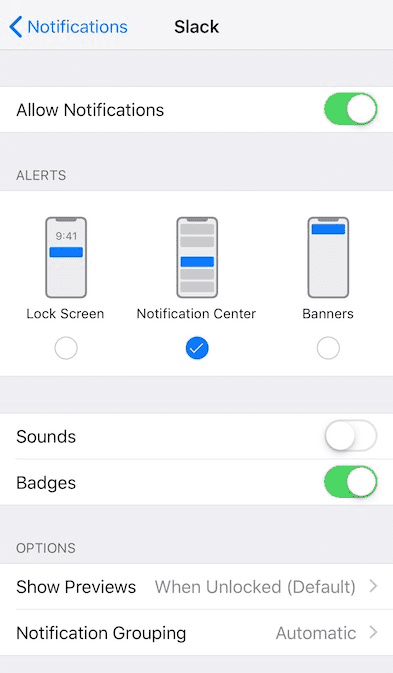 Notifications Slack
Allow Notifications
ALERTS
9:41
Lock Screen Notification Center Banners
Sounds
Badges
OPTIONS
Show Previews When Unlocked (Default)
Notification Grouping Automatic